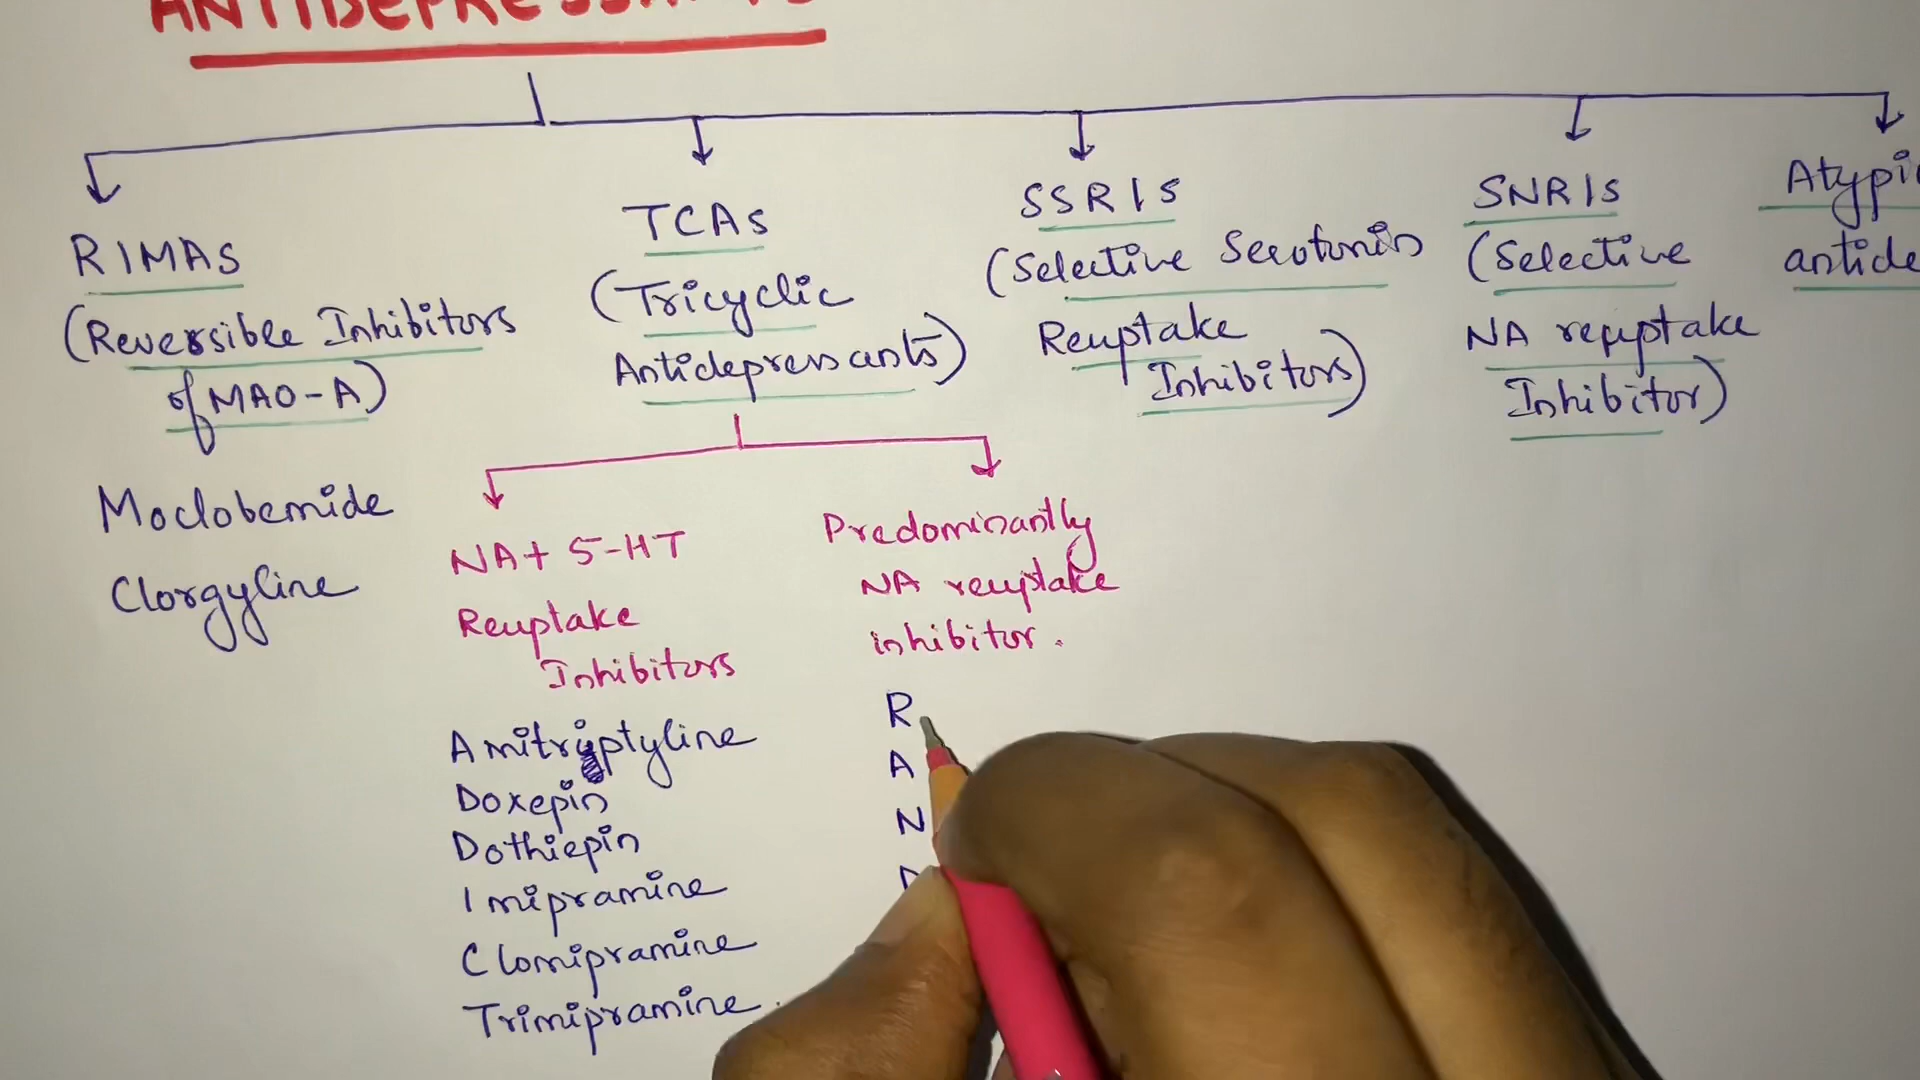 RIMAS
(Reversible Inhibitors
of MAO-A)
Moclobemide
Clorgyline
TCAs
(Tricyclic
Antidepressants)
NA+ 5-HT
Reuptake
Inhibitors
Amitriptyline
Doxepin
Dothiepin
Imipramine
Clomipramine
Trimipramine.
Predominantly
NA reuptake
inhibitor.
R
A
N
SSRIS
(Selective Serotonin
Reuptake
Inhibitors)
SNRIS
(Selective
NA reuptake
Inhibitor)